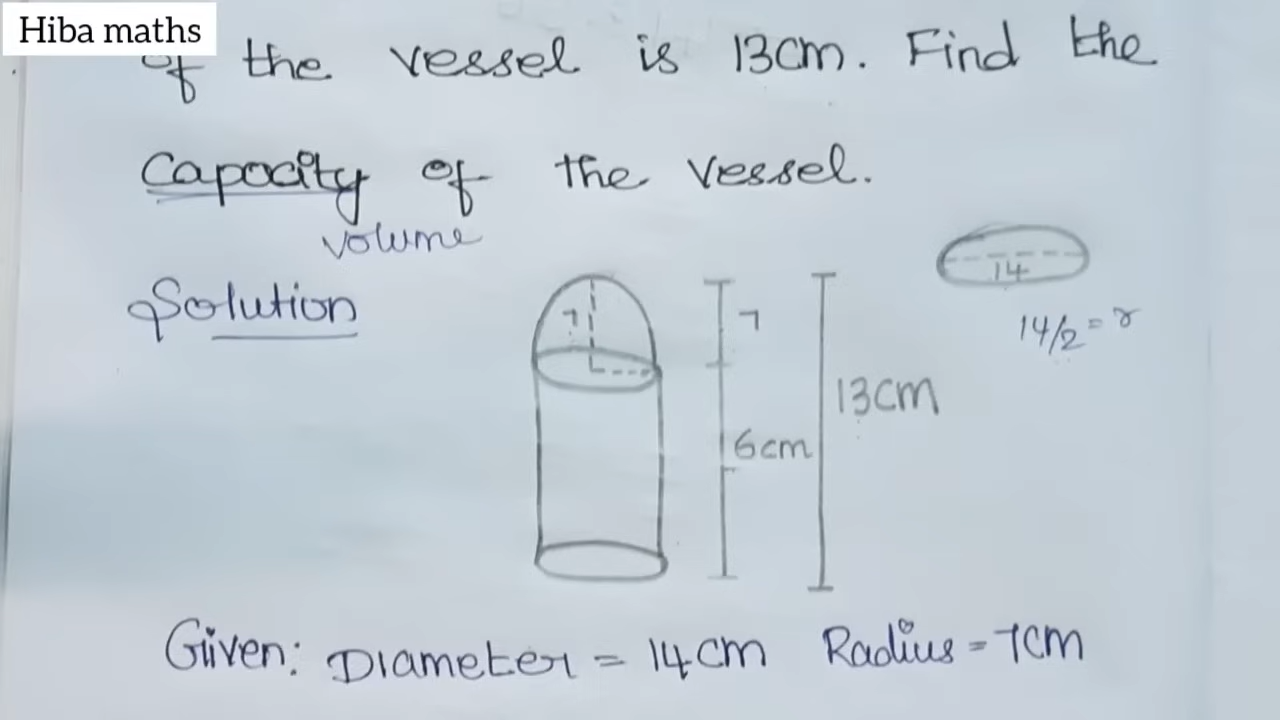 Hiba maths
of the vessel is 13cm. Find the
Capacity of the vessel.
volume
Solution
14
14/2 = r
7
7
13cm
6cm
Given: Diameter = 14cm Radius = 7cm